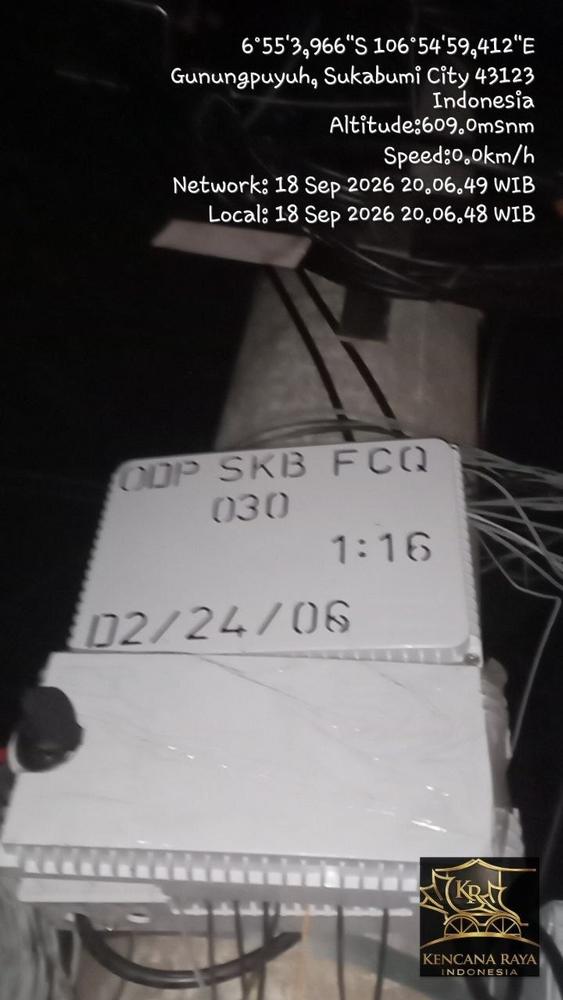 6°55'3,966"S 106°54'59,412"E
Gunungpuyuh, Sukabumi City 43123
Indonesia
Altitude:609.0msnm
Speed:0.0km/h
Network: 18 Sep 2026 20.06.49 WIB
Local: 18 Sep 2026 20.06.48 WIB
ODP SKB FCQ
030
1:16
D2/24/06
KR
KENCANA RAYA
INDONESIA